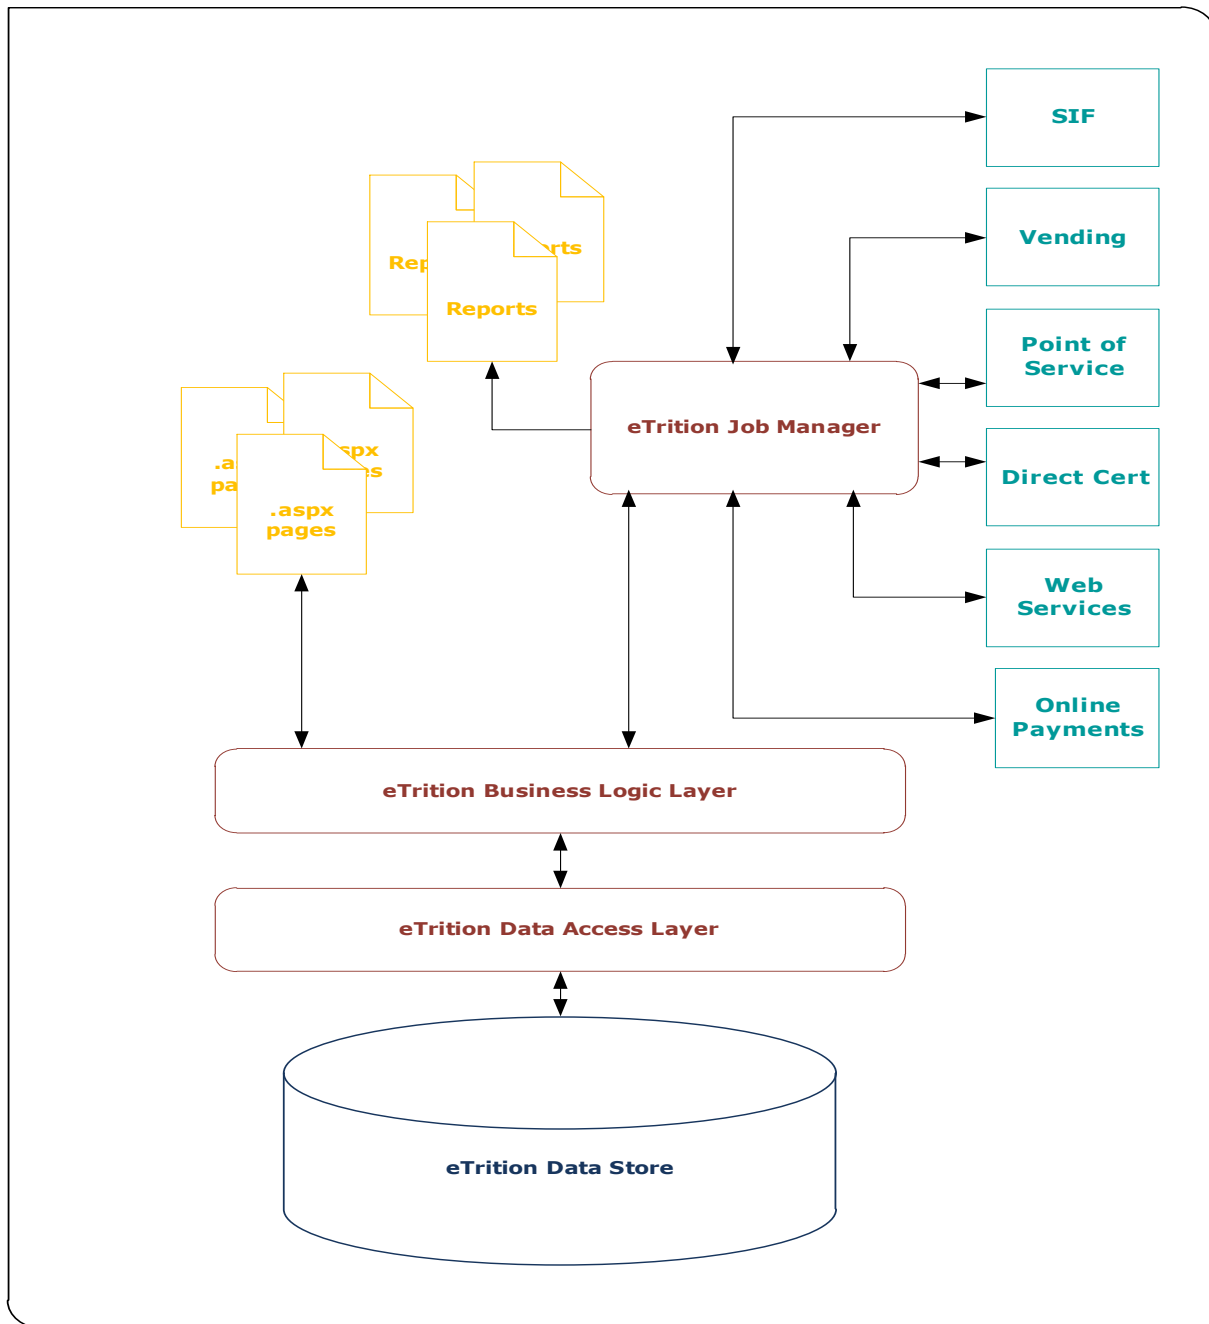 SIF
Vending
Reports
Point of
Service
eTrition Job Manager
Direct Cert
.aspx
pages
Web
Services
Online
Payments
eTrition Business Logic Layer
eTrition Data Access Layer
eTrition Data Store